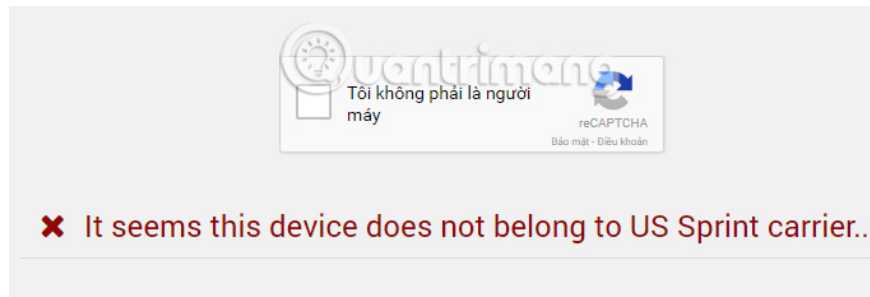 Quantrimang
Tôi không phải là người
máy
reCAPTCHA
Bảo mật - Điều khoản
✖ It seems this device does not belong to US Sprint carrier..